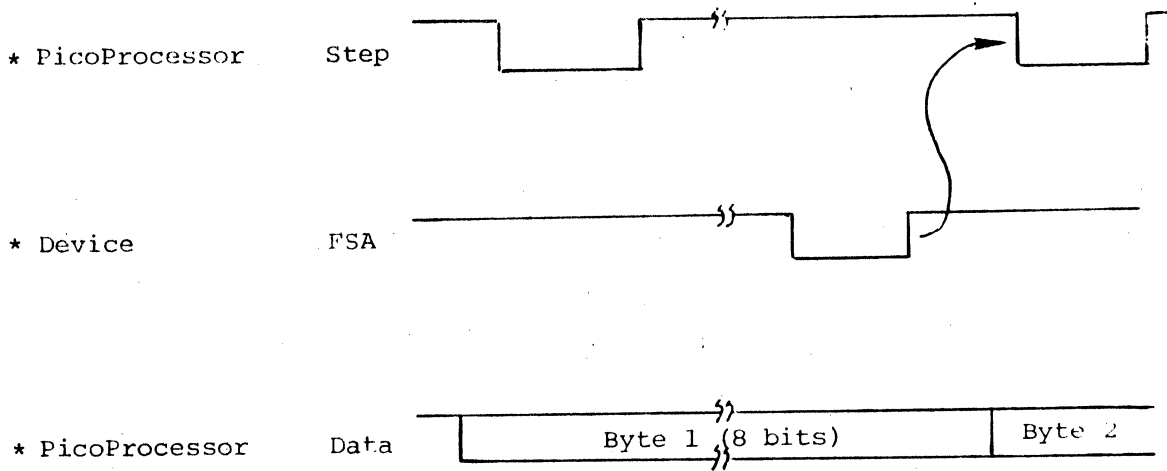 * PicoProcessor Step
* Device FSA
* PicoProcessor Data Byte 1 (8 bits) Byte 2